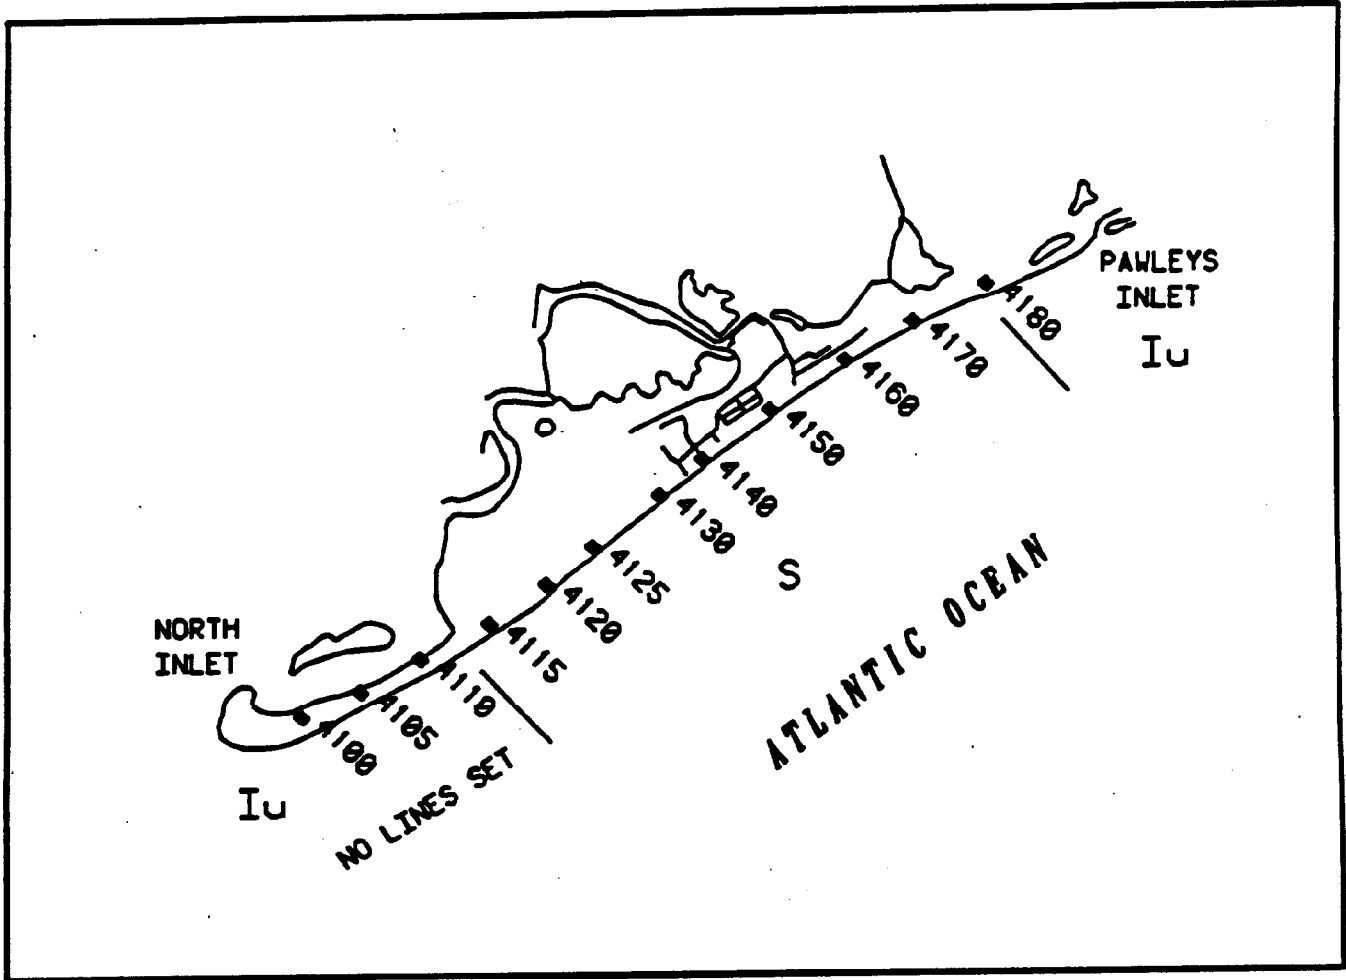 PAWLEYS
INLET
Iu
4180
4170
4160
4150
4140
4130
S
4125
4120
4115
4110
4105
4100
NORTH
INLET
Iu
NO LINES SET
ATLANTIC OCEAN